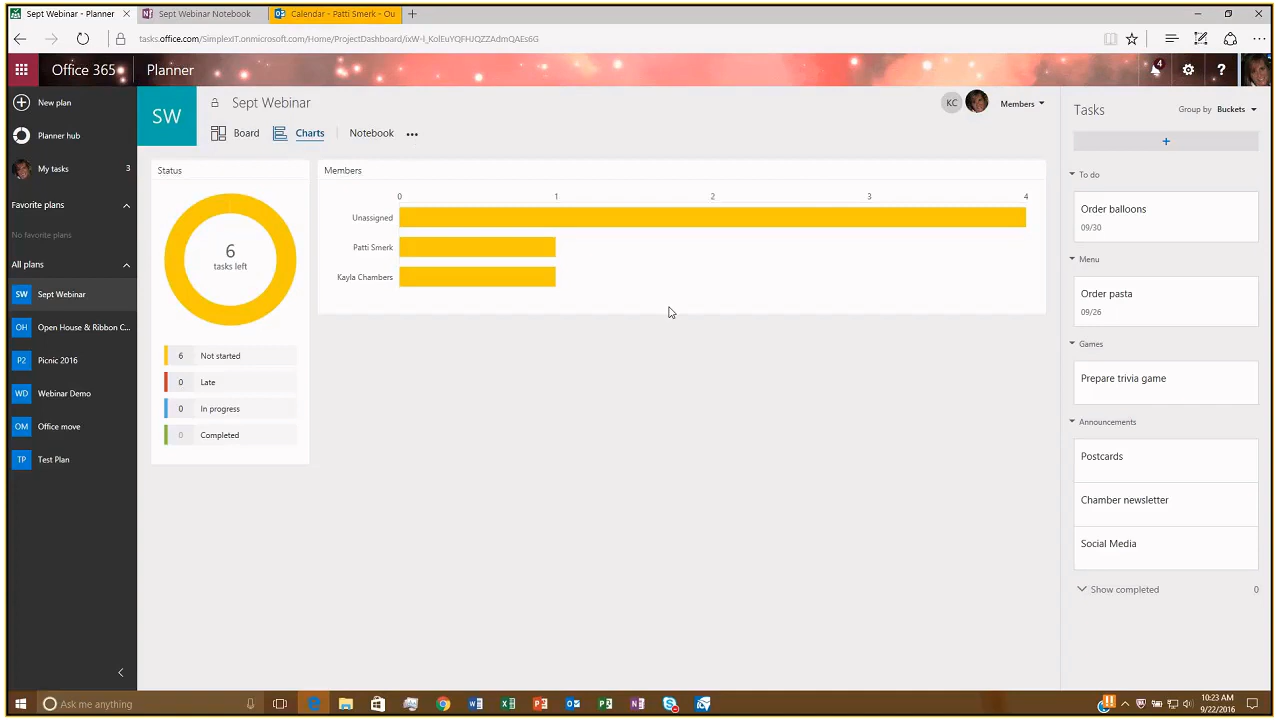 Sept Webinar - Planner
Sept Webinar Notebook
Calendar - Patti Smerk - Ou
tasks.office.com/SimplexIT.onmicrosoft.com/Home/ProjectDashboard/ixW-I_KolEuYQFHJQZZAdmQAEs6G
Office 365
Planner
4
New plan
Planner hub
My tasks 3
Favorite plans
No favorite plans
All plans
SW Sept Webinar
OH Open House & Ribbon C...
P2 Picnic 2016
WD Webinar Demo
OM Office move
TP Test Plan
SW
Sept Webinar
Board
Charts
Notebook
KC
Members
Status
6
tasks left
6 Not started
0 Late
0 In progress
0 Completed
Members
0 1 2 3 4
Unassigned
Patti Smerk
Kayla Chambers
Tasks
Group by Buckets
To do
Order balloons
09/30
Menu
Order pasta
09/26
Games
Prepare trivia game
Announcements
Postcards
Chamber newsletter
Social Media
Show completed 0
Ask me anything
10:23 AM
9/22/2016